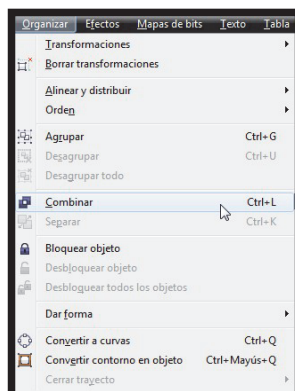 Organizar Efectos Mapas de bits Texto Tabla
Transformaciones
Borrar transformaciones
Alinear y distribuir
Orden
Agrupar Ctrl+G
Desagrupar Ctrl+U
Desagrupar todo
Combinar Ctrl+L
Separar Ctrl+K
Bloquear objeto
Desbloquear objeto
Desbloquear todos los objetos
Dar forma
Convertir a curvas Ctrl+Q
Convertir contorno en objeto Ctrl+Mayús+Q
Cerrar trayecto